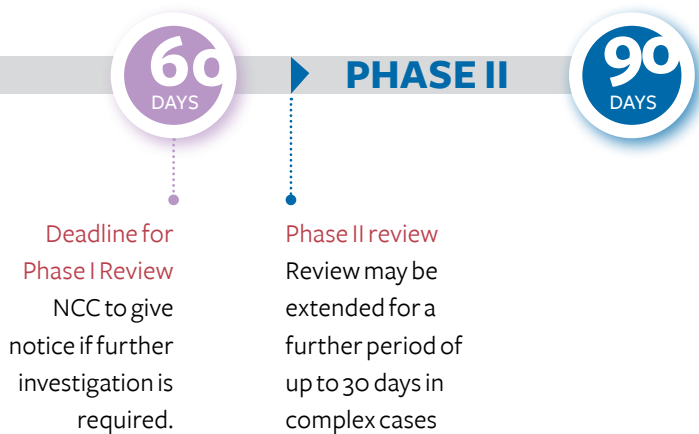 60
DAYS
PHASE II
90
DAYS
Deadline for
Phase I Review
NCC to give
notice if further
investigation is
required.
Phase II review
Review may be
extended for a
further period of
up to 30 days in
complex cases